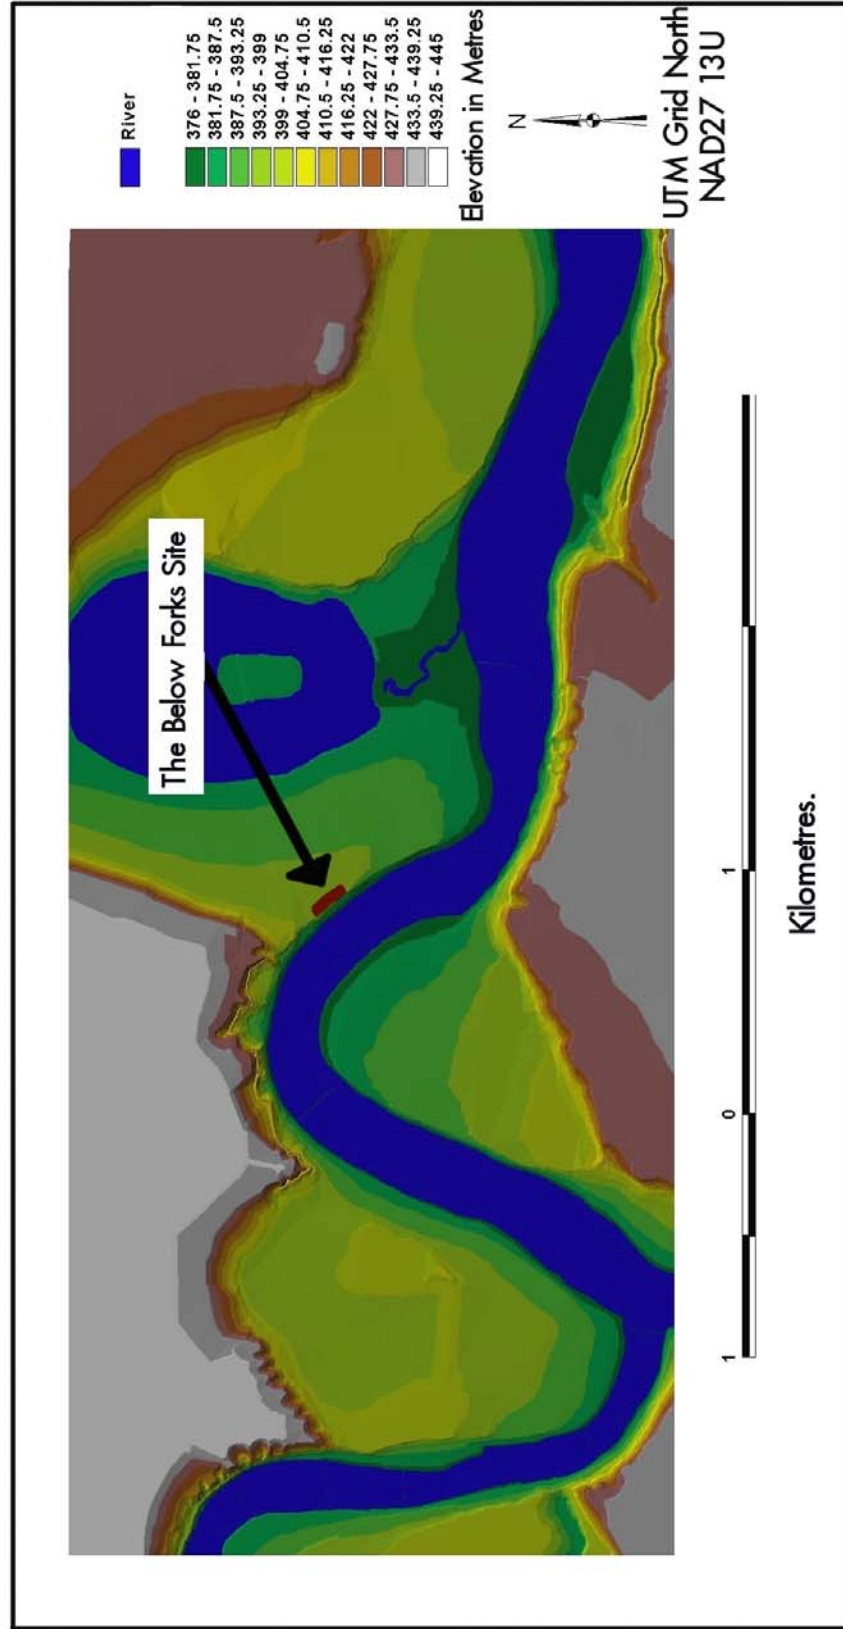 River
376 - 381.75
381.75 - 387.5
387.5 - 393.25
393.25 - 399
399 - 404.75
404.75 - 410.5
410.5 - 416.25
416.25 - 422
422 - 427.75
427.75 - 433.5
433.5 - 439.25
439.25 - 445
Elevation in Metres
N
UTM Grid North
NAD27 13U
The Below Forks Site
1 0 1
Kilometres.